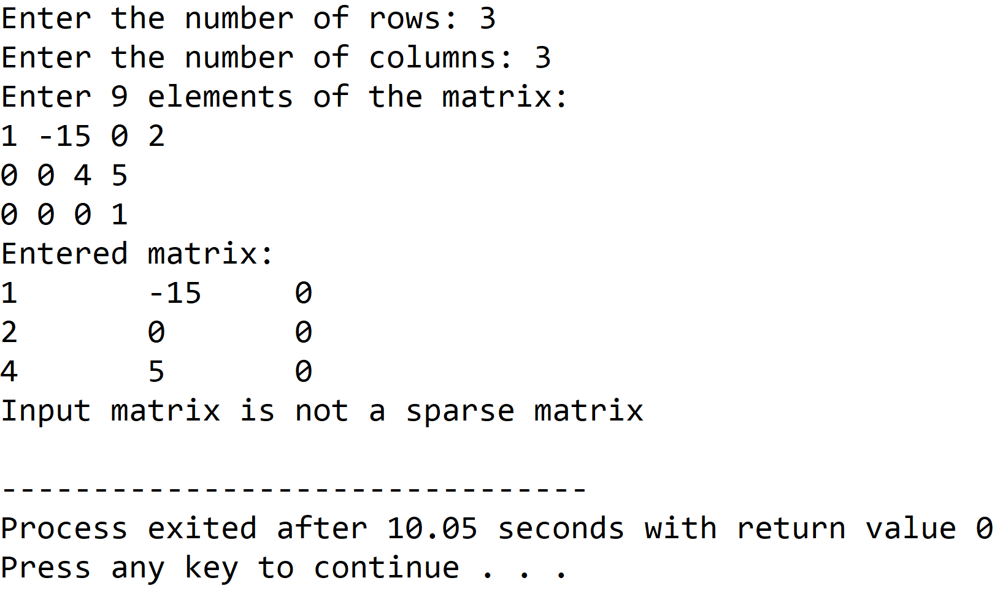 Enter the number of rows: 3
Enter the number of columns: 3
Enter 9 elements of the matrix:
1 -15 0 2
0 0 4 5
0 0 0 1
Entered matrix:
1       -15     0
2       0       0
4       5       0
Input matrix is not a sparse matrix

--------------------------------
Process exited after 10.05 seconds with return value 0
Press any key to continue . . .